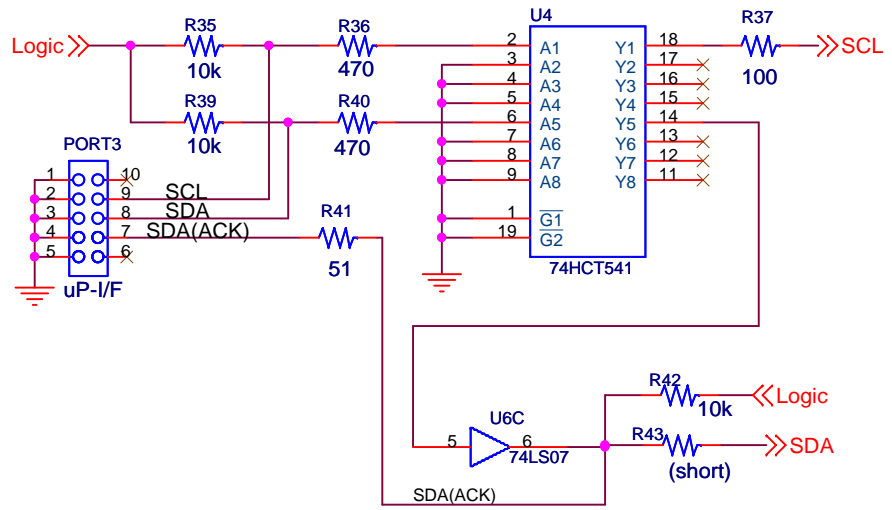 Logic
R35
10k
R36
470
R39
10k
R40
470
U4
2 A1 Y1 18
3 A2 Y2 17
4 A3 Y3 16
5 A4 Y4 15
6 A5 Y5 14
7 A6 Y6 13
8 A7 Y7 12
9 A8 Y8 11
1 G1
19 G2
74HCT541
R37
100
SCL
PORT3
1 10
2 9 SCL
3 8 SDA
4 7 SDA(ACK)
5 6
uP-I/F
R41
51
R42
10k
Logic
U6C
5 6
74LS07
R43
(short)
SDA
SDA(ACK)